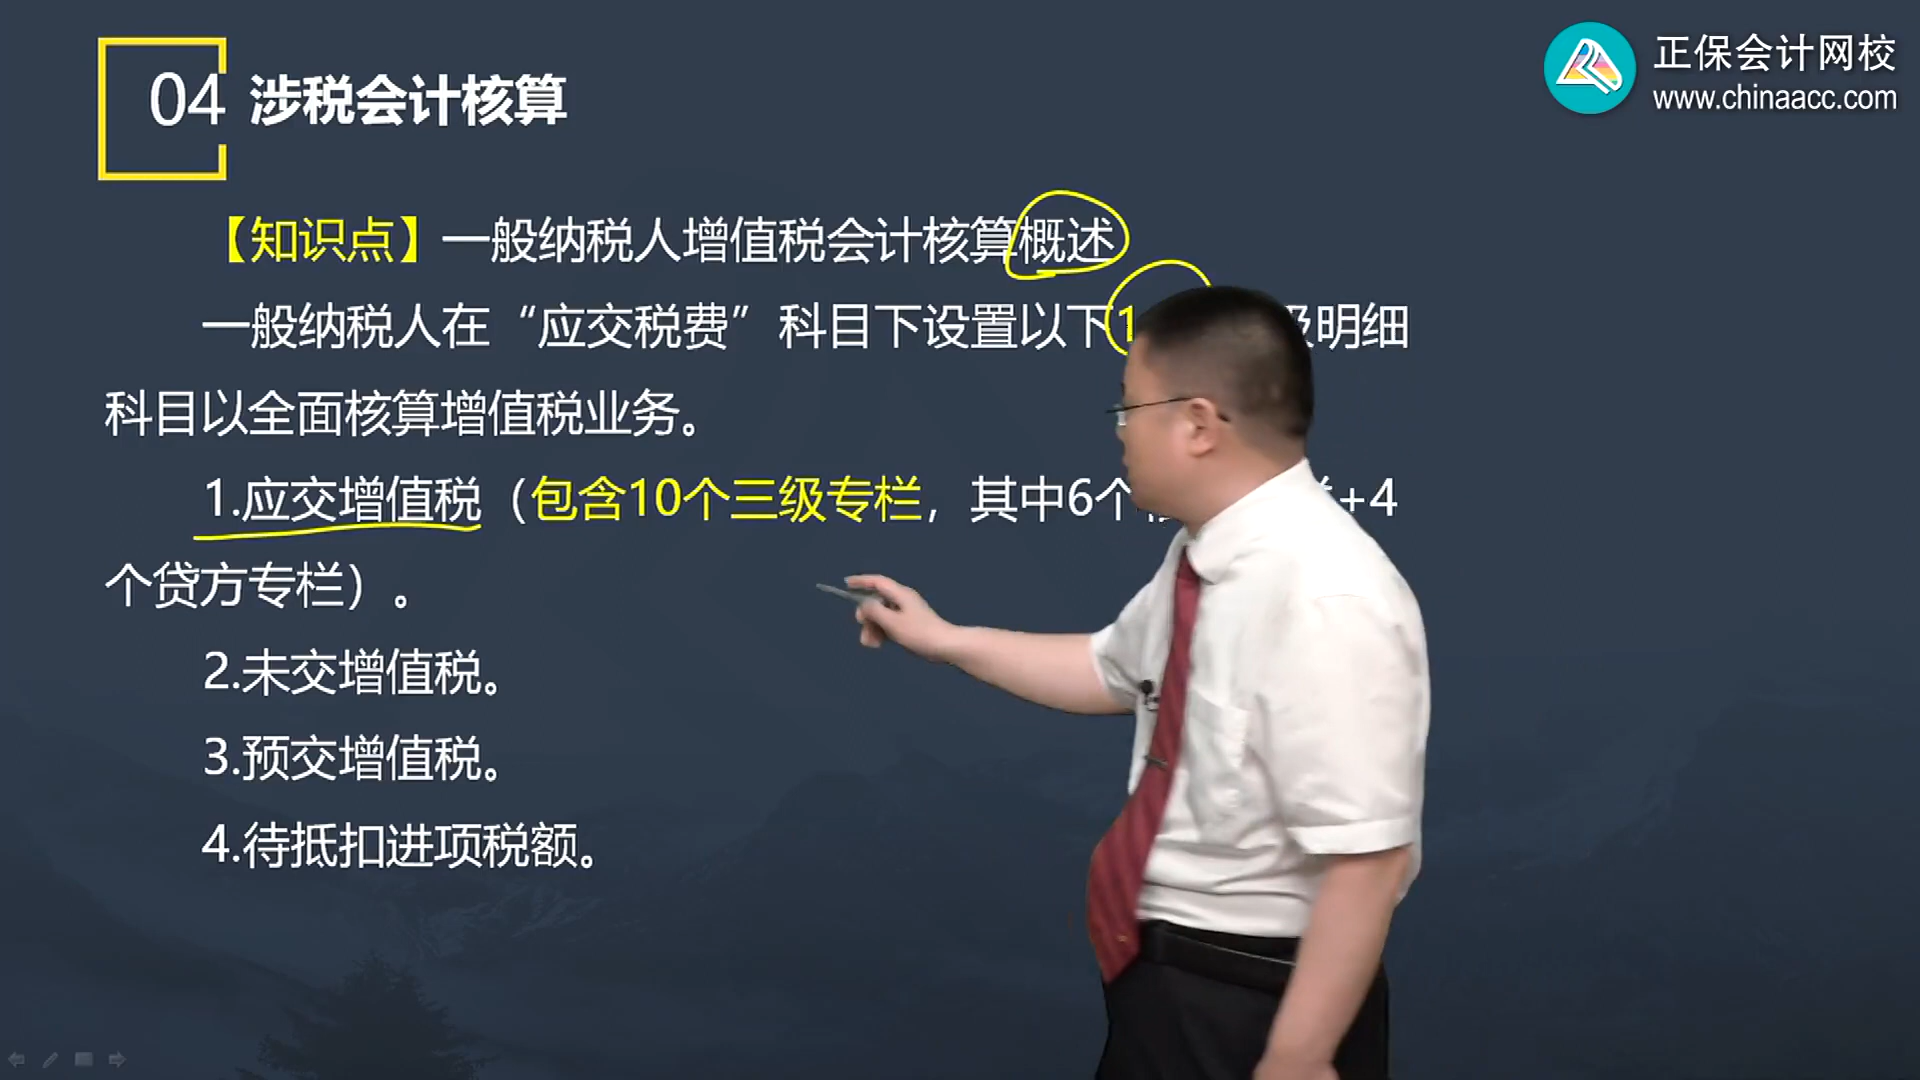 正保会计网校
www.chinaacc.com
04 涉税会计核算
【知识点】一般纳税人增值税会计核算概述
一般纳税人在“应交税费”科目下设置以下1 级明细
科目以全面核算增值税业务。
1.应交增值税（包含10个三级专栏，其中6个 +4
个贷方专栏）。
2.未交增值税。
3.预交增值税。
4.待抵扣进项税额。